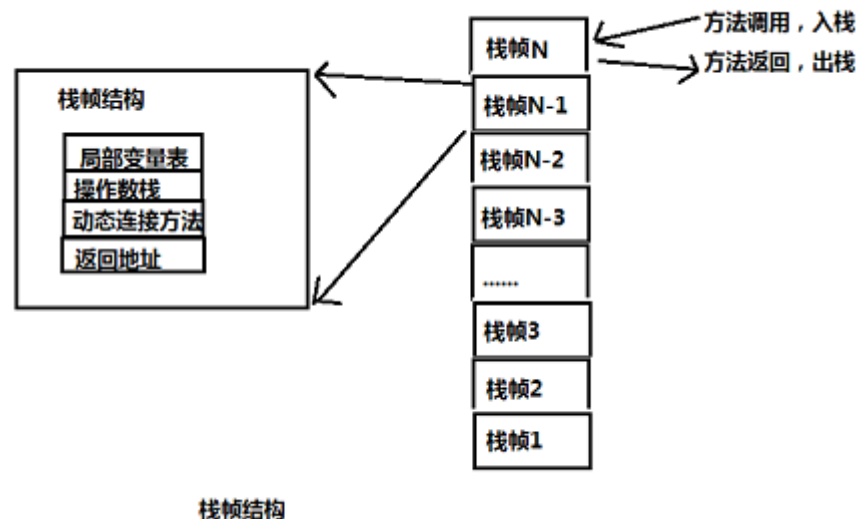 栈帧结构
局部变量表
操作数栈
动态连接方法
返回地址
栈帧N
栈帧N-1
栈帧N-2
栈帧N-3
......
栈帧3
栈帧2
栈帧1
方法调用，入栈
方法返回，出栈
栈帧结构